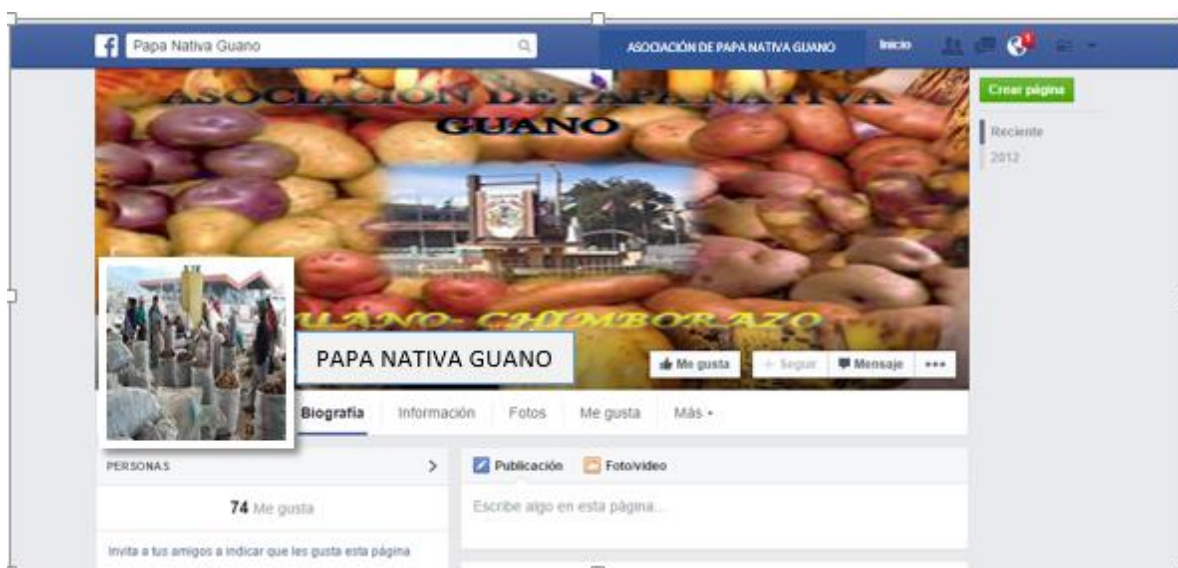 Papa Nativa Guano
ASOCIACIÓN DE PAPA NATIVA GUANO
Inicio
1
ASOCIACION DE PAPA NATIVA
GUANO
GUANO- CHIMBORAZO
PAPA NATIVA GUANO
Me gusta
+ Seguir
Mensaje
Crear página
Reciente
2012
Biografía
Información
Fotos
Me gusta
Más
PERSONAS
74 Me gusta
Invita a tus amigos a indicar que les gusta esta página
Publicación
Foto/video
Escribe algo en esta página...